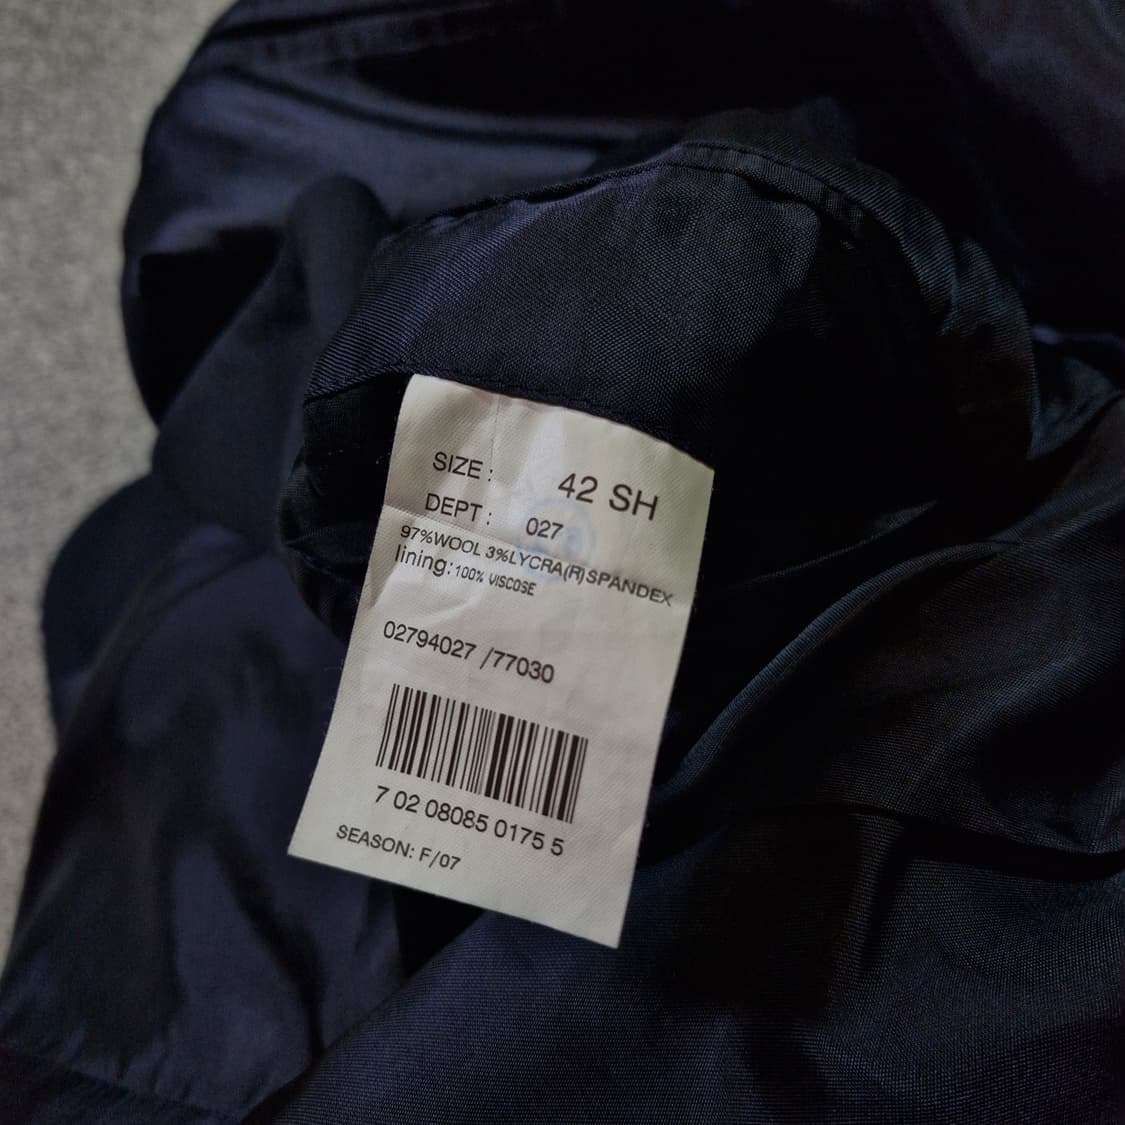 SIZE : 42 SH
DEPT : 027
97%WOOL 3%LYCRA(R)SPANDEX
lining:100% VISCOSE
02794027 /77030
7 02 08085 0175 5
SEASON: F/07